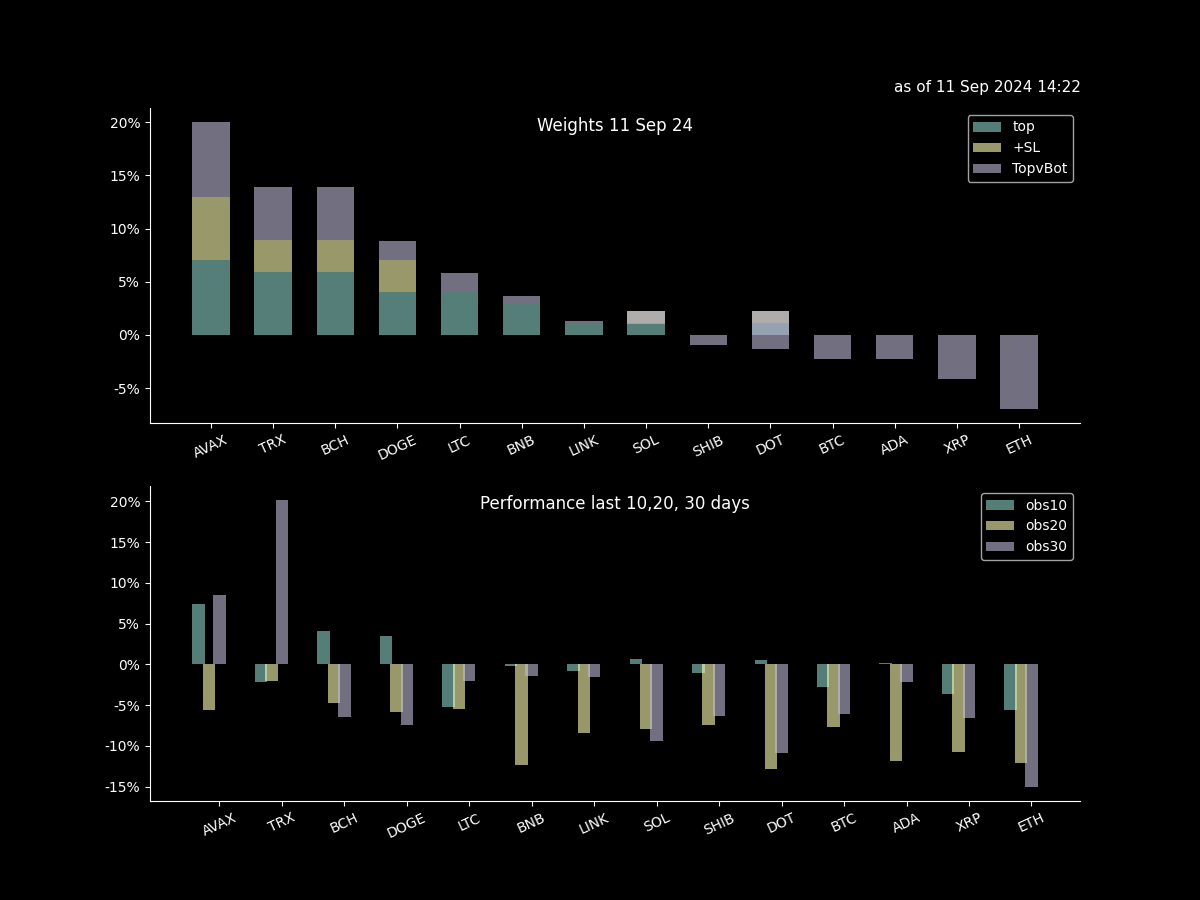 as of 11 Sep 2024 14:22
Weights 11 Sep 24
top
+SL
TopvBot
20%
15%
10%
5%
0%
-5%
AVAX TRX BCH DOGE LTC BNB LINK SOL SHIB DOT BTC ADA XRP ETH
Performance last 10,20, 30 days
obs10
obs20
obs30
20%
15%
10%
5%
0%
-5%
-10%
-15%
AVAX TRX BCH DOGE LTC BNB LINK SOL SHIB DOT BTC ADA XRP ETH